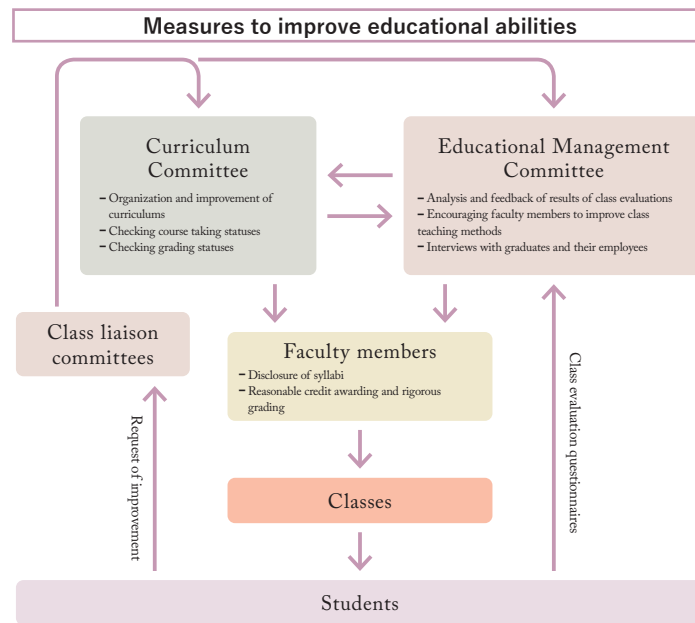 Measures to improve educational abilities
Curriculum
Committee
– Organization and improvement of
curriculums
– Checking course taking statuses
– Checking grading statuses
Educational Management
Committee
– Analysis and feedback of results of class evaluations
– Encouraging faculty members to improve class
teaching methods
– Interviews with graduates and their employees
Class liaison
committees
Faculty members
– Disclosure of syllabi
– Reasonable credit awarding and rigorous
grading
Request of improvement
Class evaluation questionnaires
Classes
Students